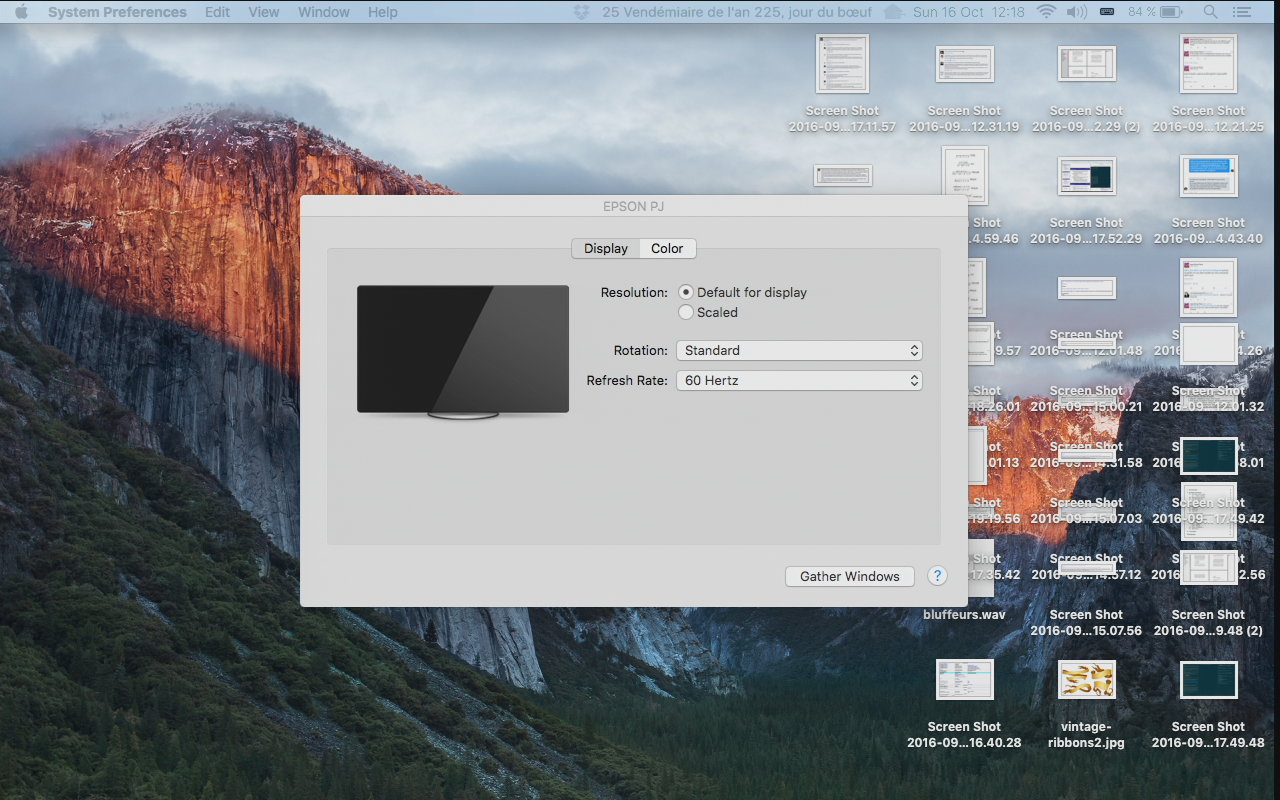 System Preferences Edit View Window Help 25 Vendémiaire de l'an 225, jour du bœuf Sun 16 Oct 12:18 84 %
Screen Shot
2016-09...17.11.57
Screen Shot
2016-09...12.31.19
Screen Shot
2016-09...2.29 (2)
Screen Shot
2016-09...12.21.25
EPSON PJ
Display Color
Resolution: Default for display
Scaled
Rotation: Standard
Refresh Rate: 60 Hertz
Gather Windows ?
Shot
...4.59.46
Screen Shot
2016-09...17.52.29
Screen Shot
2016-09...4.43.40
9.57
Screen Shot
2016-09...12.01.48
Screen Shot
4.26
18.26.01
Screen Shot
2016-09...15.00.21
Screen Shot
2016-09...12.01.32
.01.13
Screen Shot
2016-09...14.31.58
8.01
19.19.56
Screen Shot
2016-09...15.07.03
Screen Shot
2016-09...17.49.42
.17.35.42
Screen Shot
2016-09...14.57.12
Screen Shot
2.56
bluffeurs.wav
Screen Shot
2016-09...15.07.56
Screen Shot
2016-09...9.48 (2)
Screen Shot
2016-09...16.40.28
vintage-
ribbons2.jpg
Screen Shot
2016-09...17.49.48